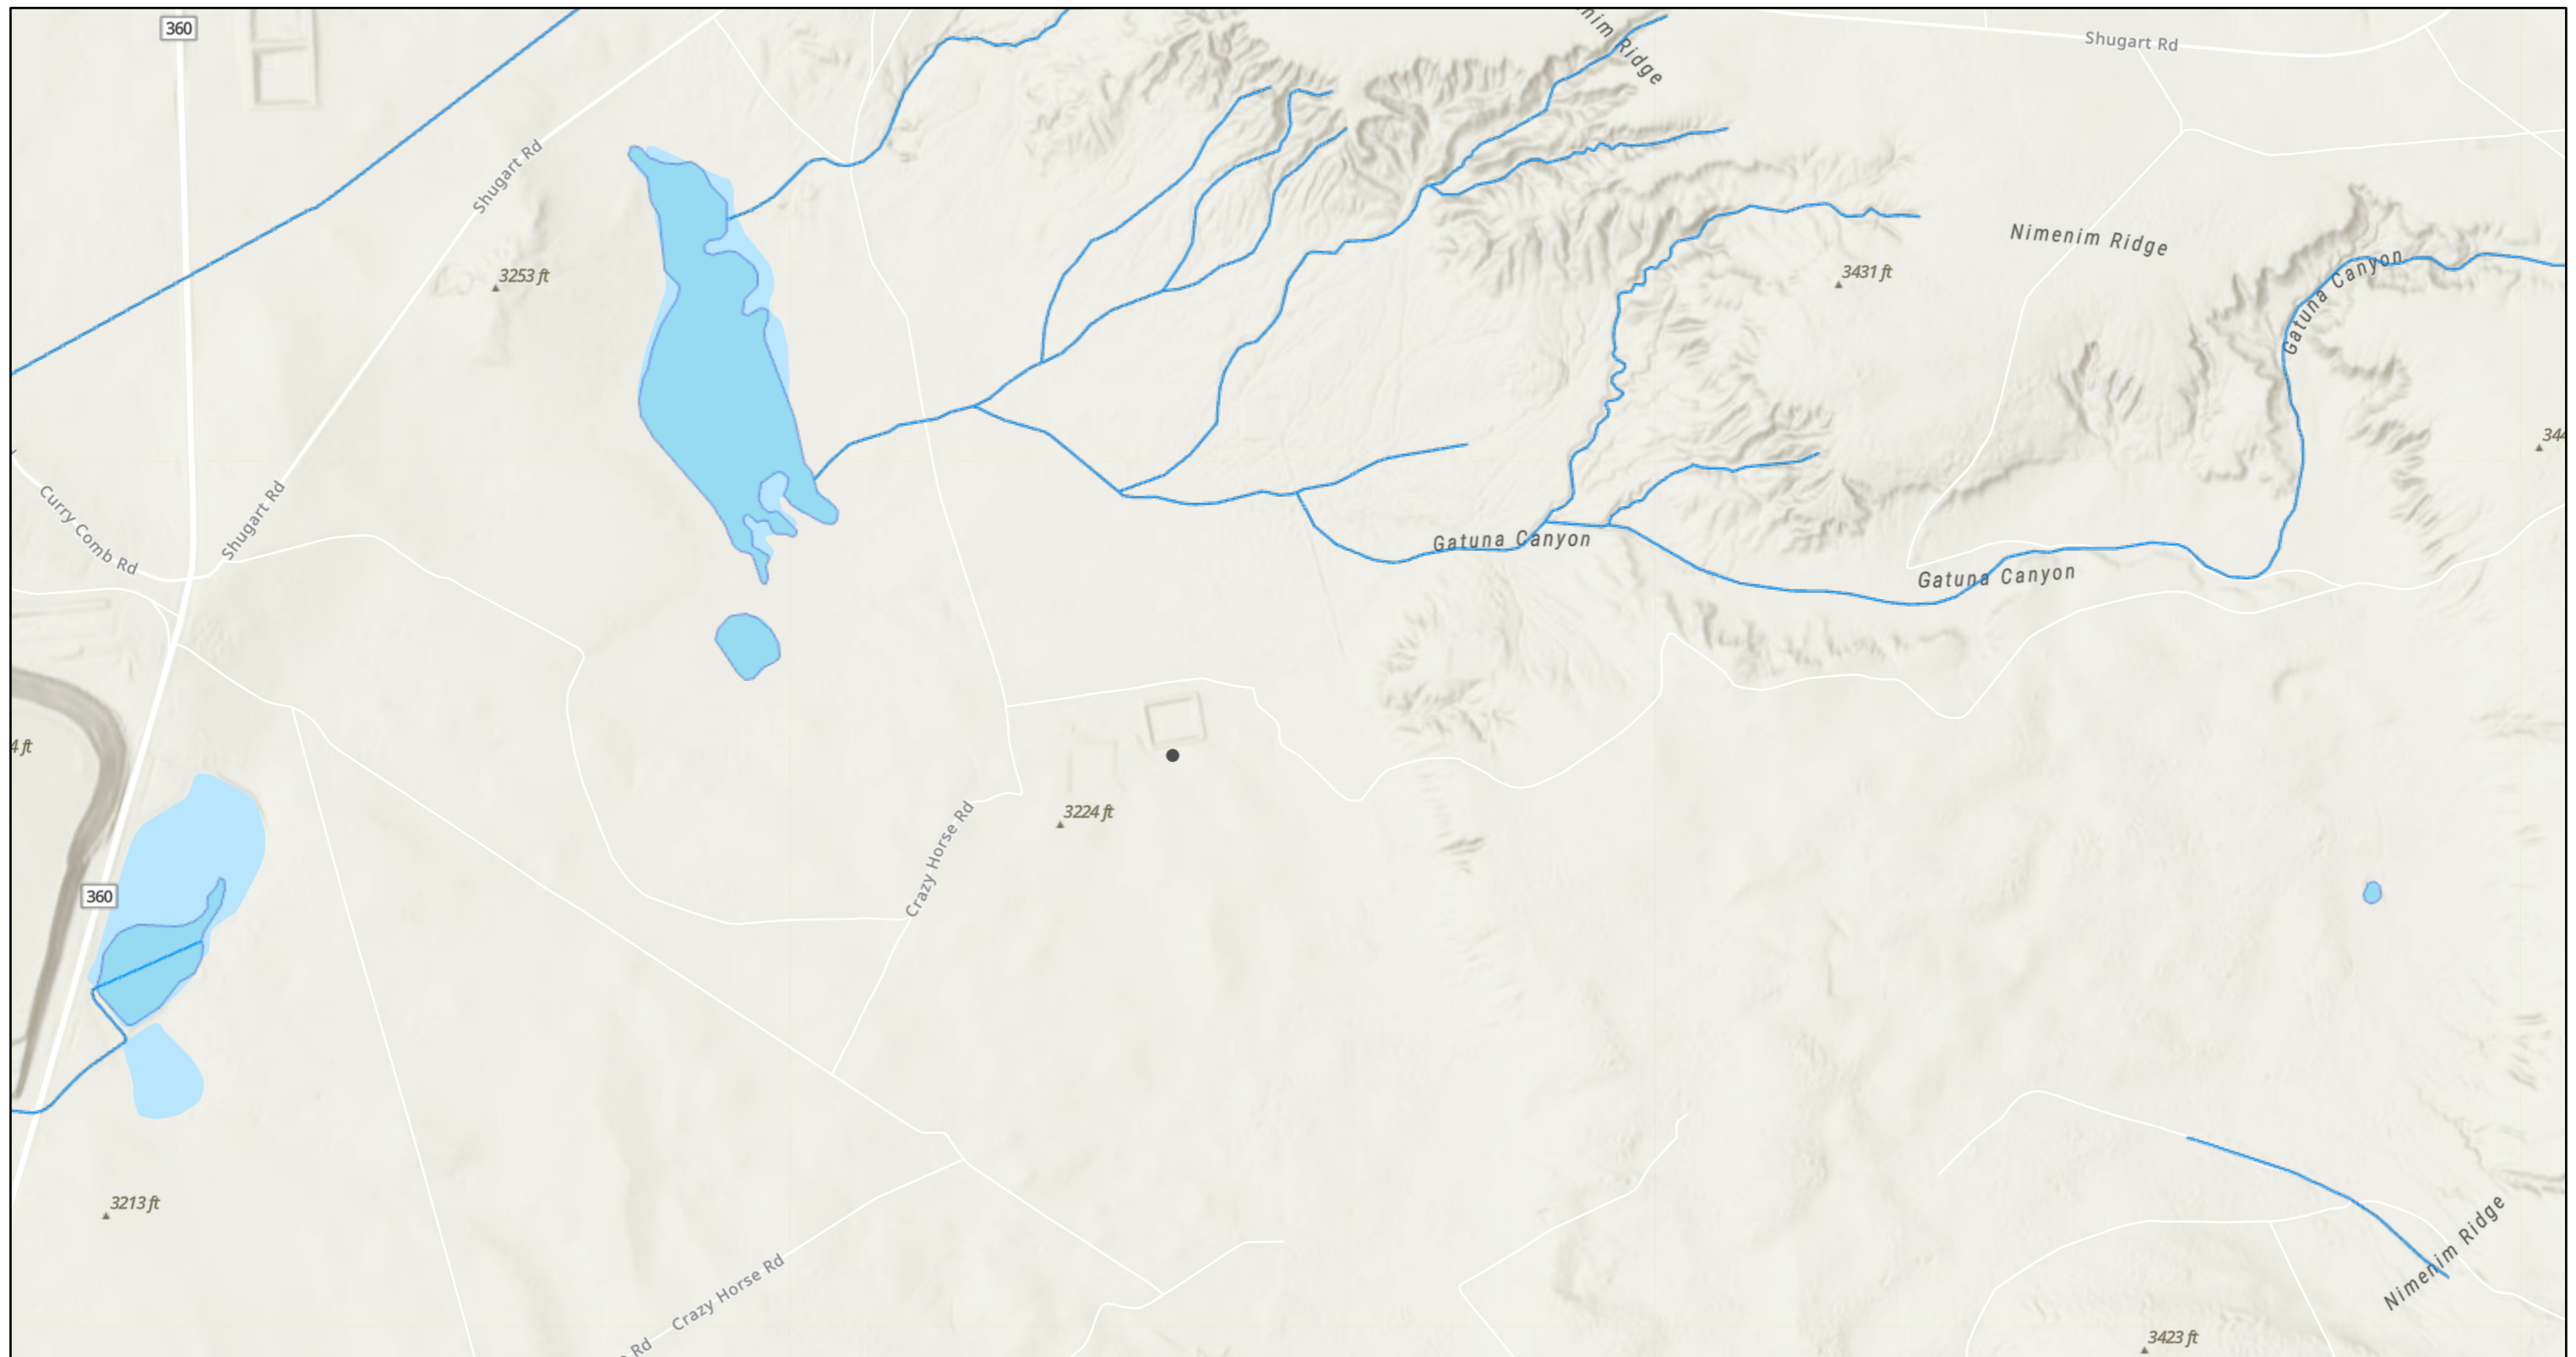 360
nim Ridge
Shugart Rd
Shugart Rd
Nimenim Ridge
3253 ft
3431 ft
Gatuna Canyon
344
Curry Comb Rd
Shugart Rd
Gatuna Canyon
Gatuna Canyon
4 ft
3224 ft
Crazy Horse Rd
360
3213 ft
Nimenim Ridge
Crazy Horse Rd
Rd
3423 ft